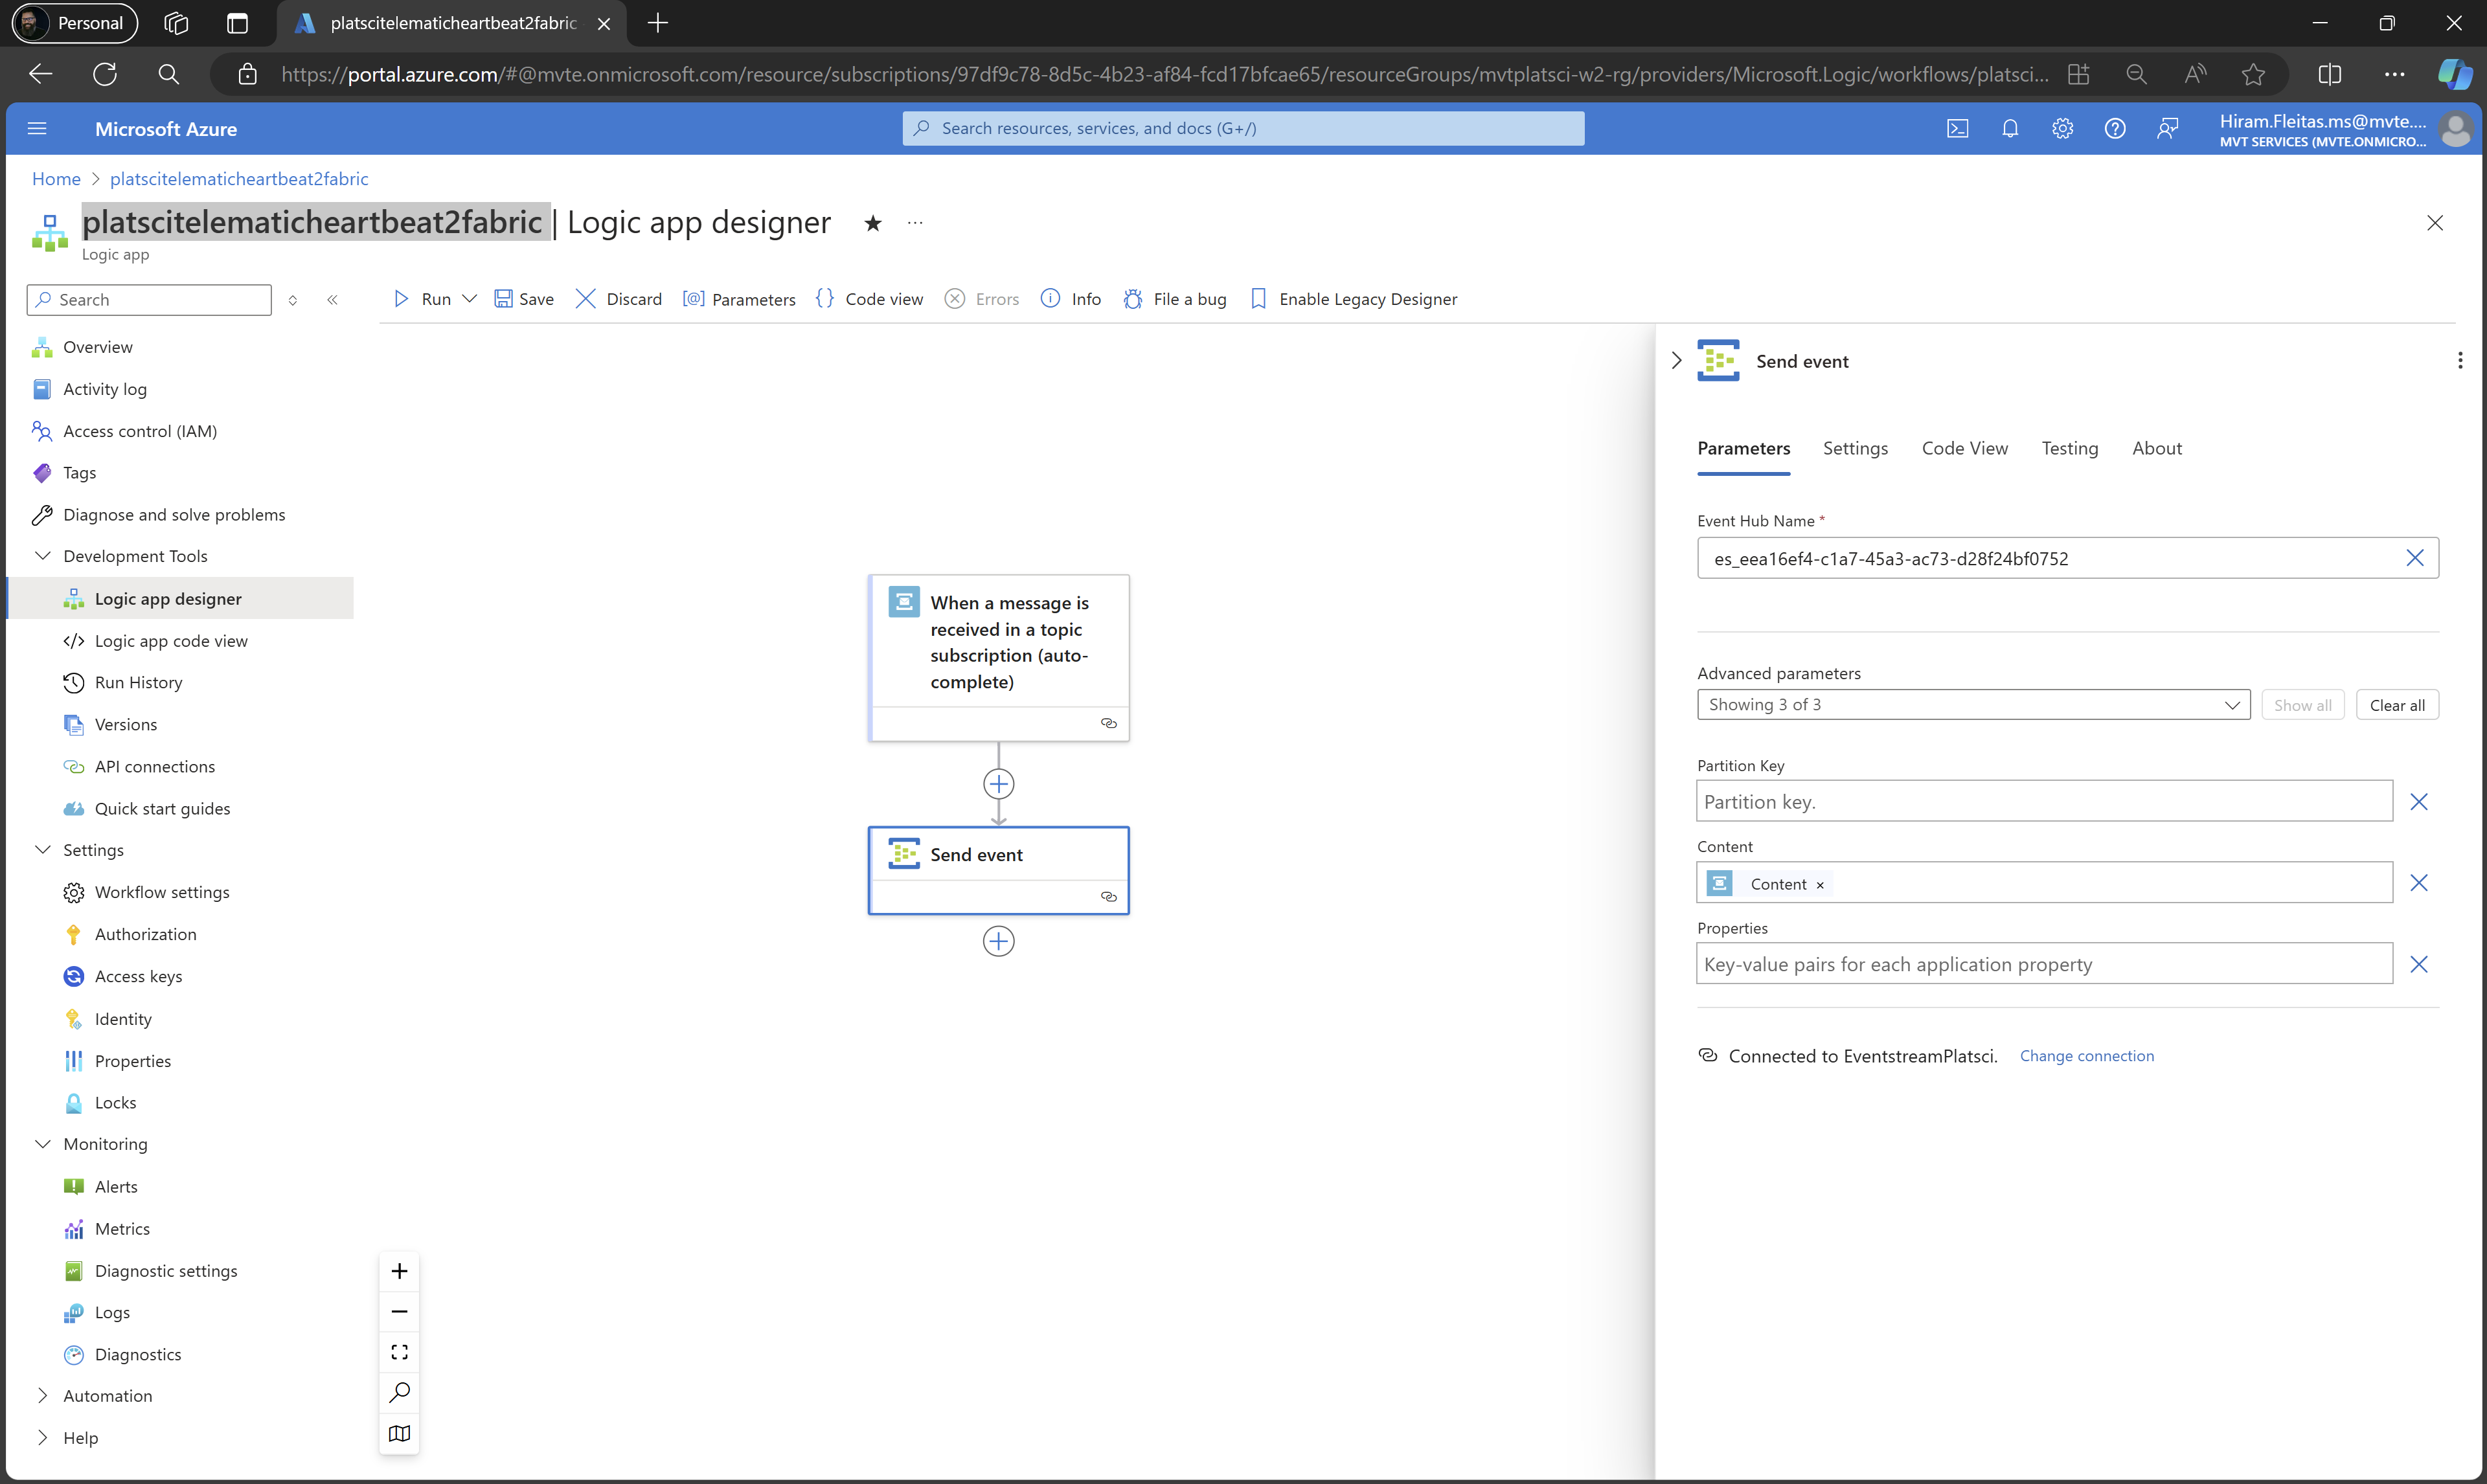 Personal
platscitelematicheartbeat2fabric
https://portal.azure.com/#@mvte.onmicrosoft.com/resource/subscriptions/97df9c78-8d5c-4b23-af84-fcd17bfcae65/resourceGroups/mvtplatsci-w2-rg/providers/Microsoft.Logic/workflows/platsci...
Microsoft Azure
Search resources, services, and docs (G+/)
Hiram.Fleitas.ms@mvte....
MVT SERVICES (MVTE.ONMICRO...
Home > platscitelematicheartbeat2fabric
platscitelematicheartbeat2fabric | Logic app designer
Logic app
Search
Run
Save
Discard
Parameters
Code view
Errors
Info
File a bug
Enable Legacy Designer
Overview
Activity log
Access control (IAM)
Tags
Diagnose and solve problems
Development Tools
Logic app designer
Logic app code view
Run History
Versions
API connections
Quick start guides
Settings
Workflow settings
Authorization
Access keys
Identity
Properties
Locks
Monitoring
Alerts
Metrics
Diagnostic settings
Logs
Diagnostics
Automation
Help
When a message is
received in a topic
subscription (auto-
complete)
Send event
Send event
Parameters
Settings
Code View
Testing
About
Event Hub Name *
es_eea16ef4-c1a7-45a3-ac73-d28f24bf0752
Advanced parameters
Showing 3 of 3
Show all
Clear all
Partition Key
Partition key.
Content
Content ×
Properties
Key-value pairs for each application property
Connected to EventstreamPlatsci. Change connection